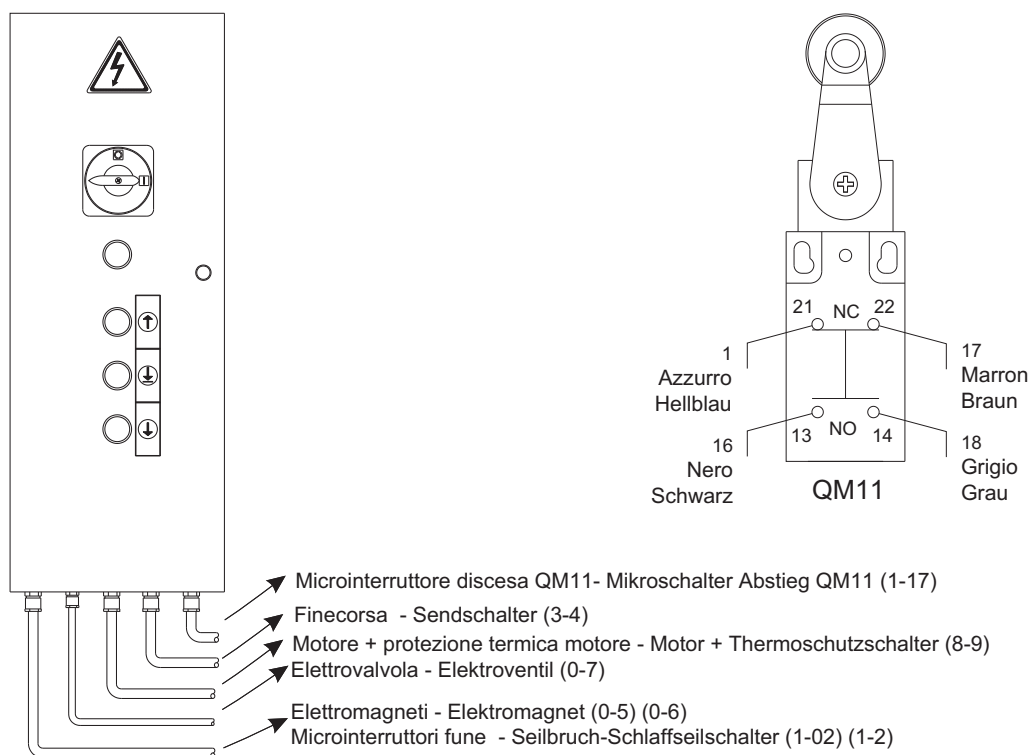 21 NC 22
1
Azzurro
Hellblau
17
Marron
Braun
13 NO 14
16
Nero
Schwarz
18
Grigio
Grau
QM11
Microinterruttore discesa QM11- Mikroschalter Abstieg QM11 (1-17)
Finecorsa - Sendschalter (3-4)
Motore + protezione termica motore - Motor + Thermoschutzschalter (8-9)
Elettrovalvola - Elektroventil (0-7)
Elettromagneti - Elektromagnet (0-5) (0-6)
Microinterruttori fune - Seilbruch-Schlaffseilschalter (1-02) (1-2)